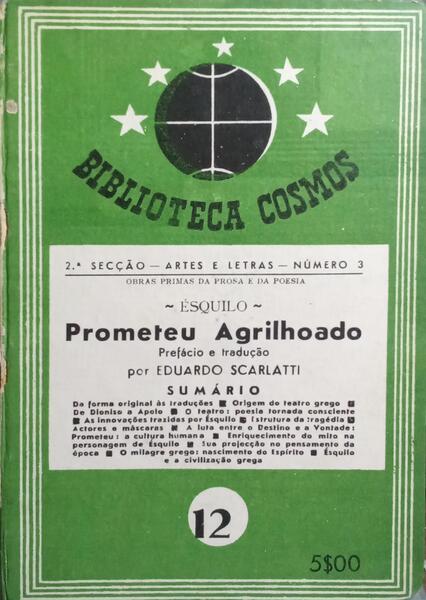 BIBLIOTECA COSMOS
2.ª SECÇÃO — ARTES E LETRAS — NÚMERO 3
OBRAS PRIMAS DA PROSA E DA POESIA
~ ÉSQUILO ~
Prometeu Agrilhoado
Prefácio e tradução
por EDUARDO SCARLATTI
SUMÁRIO
Da forma original às traduções ■ Origem do teatro grego ■
De Dioniso a Apolo ■ O teatro: poesia tornada consciente
■ As innovações trazidas por Ésquilo ■ Estrutura da tragédia ■
Actores e máscaras ■ A luta entre o Destino e a Vontade:
Prometeu: a cultura humana ■ Enriquecimento do mito na
personagem de Ésquilo ■ Sua projecção no pensamento da
época ■ O milagre grego: nascimento do Espírito ■ Ésquilo
e a civilização grega
12
5$00